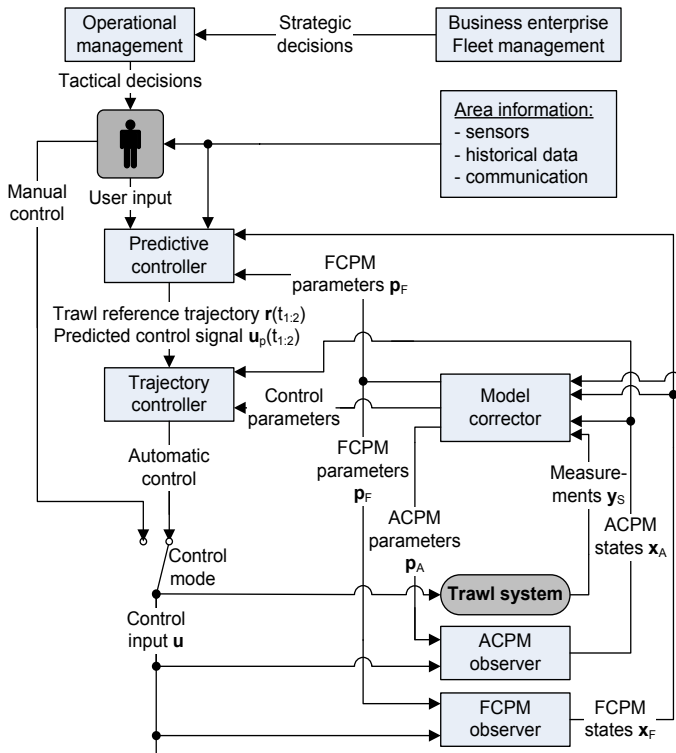 Operational
management
Strategic
decisions
Business enterprise
Fleet management
Tactical decisions
Area information:
- sensors
- historical data
- communication
Manual
control
User input
Predictive
controller
FCPM
parameters pF
Trawl reference trajectory r(t1:2)
Predicted control signal up(t1:2)
Trajectory
controller
Control
parameters
Model
corrector
Automatic
control
FCPM
parameters
pF
Measure-
ments yS
ACPM
parameters
pA
ACPM
states xA
Control
mode
Trawl system
Control
input u
ACPM
observer
FCPM
observer
FCPM
states xF